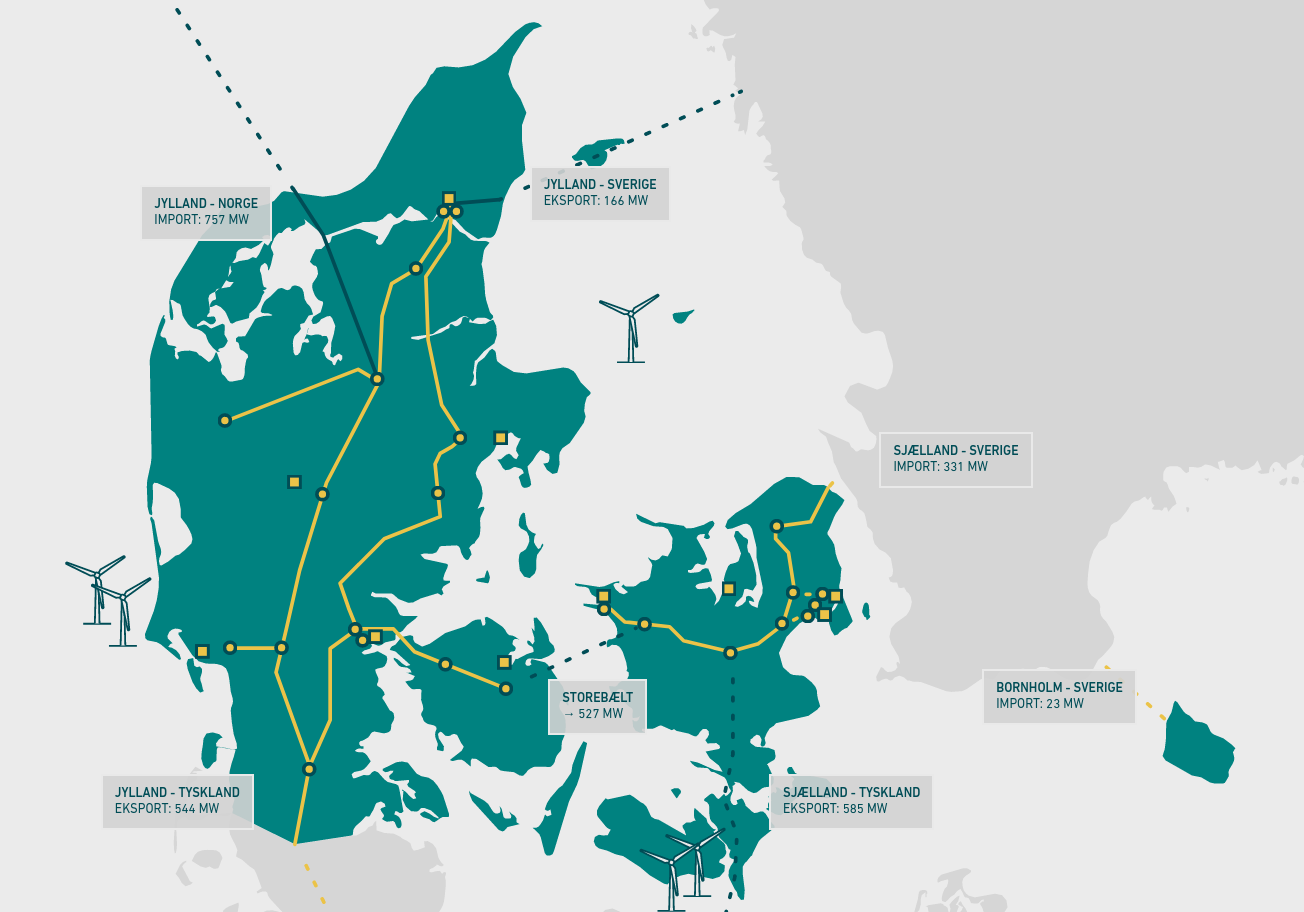 JYLLAND - SVERIGE
EKSPORT: 166 MW
JYLLAND - NORGE
IMPORT: 757 MW
SJÆLLAND - SVERIGE
IMPORT: 331 MW
BORNHOLM - SVERIGE
IMPORT: 23 MW
STOREBÆLT
→ 527 MW
JYLLAND - TYSKLAND
EKSPORT: 544 MW
SJÆLLAND - TYSKLAND
EKSPORT: 585 MW